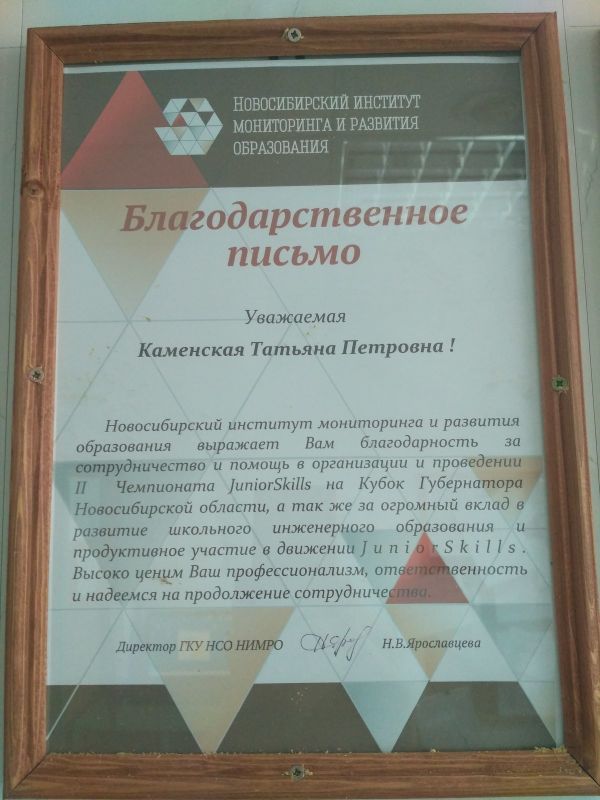 Новосибирский институт
мониторинга и развития
образования
Благодарственное
письмо
Уважаемая
Каменская Татьяна Петровна !
Новосибирский институт мониторинга и развития
образования выражает Вам благодарность за
сотрудничество и помощь в организации и проведении
II Чемпионата JuniorSkills на Кубок Губернатора
Новосибирской области, а так же за огромный вклад в
развитие школьного инженерного образования и
продуктивное участие в движении JuniorSkills.
Высоко ценим Ваш профессионализм, ответственность
и надеемся на продолжение сотрудничества.
Директор ГКУ НСО НИМРО Н.В.Ярославцева